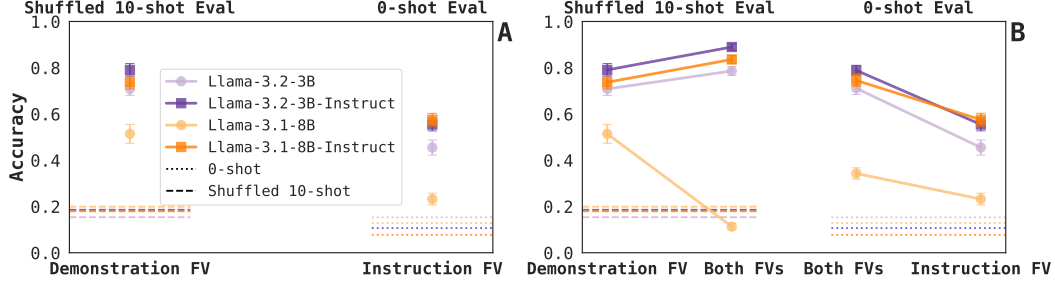 Shuffled 10-shot Eval
0-shot Eval
A
Accuracy
1.0
0.8
0.6
0.4
0.2
0.0
Llama-3.2-3B
Llama-3.2-3B-Instruct
Llama-3.1-8B
Llama-3.1-8B-Instruct
0-shot
Shuffled 10-shot
Demonstration FV
Instruction FV
Shuffled 10-shot Eval
0-shot Eval
B
1.0
0.8
0.6
0.4
0.2
0.0
Demonstration FV
Both FVs
Both FVs
Instruction FV